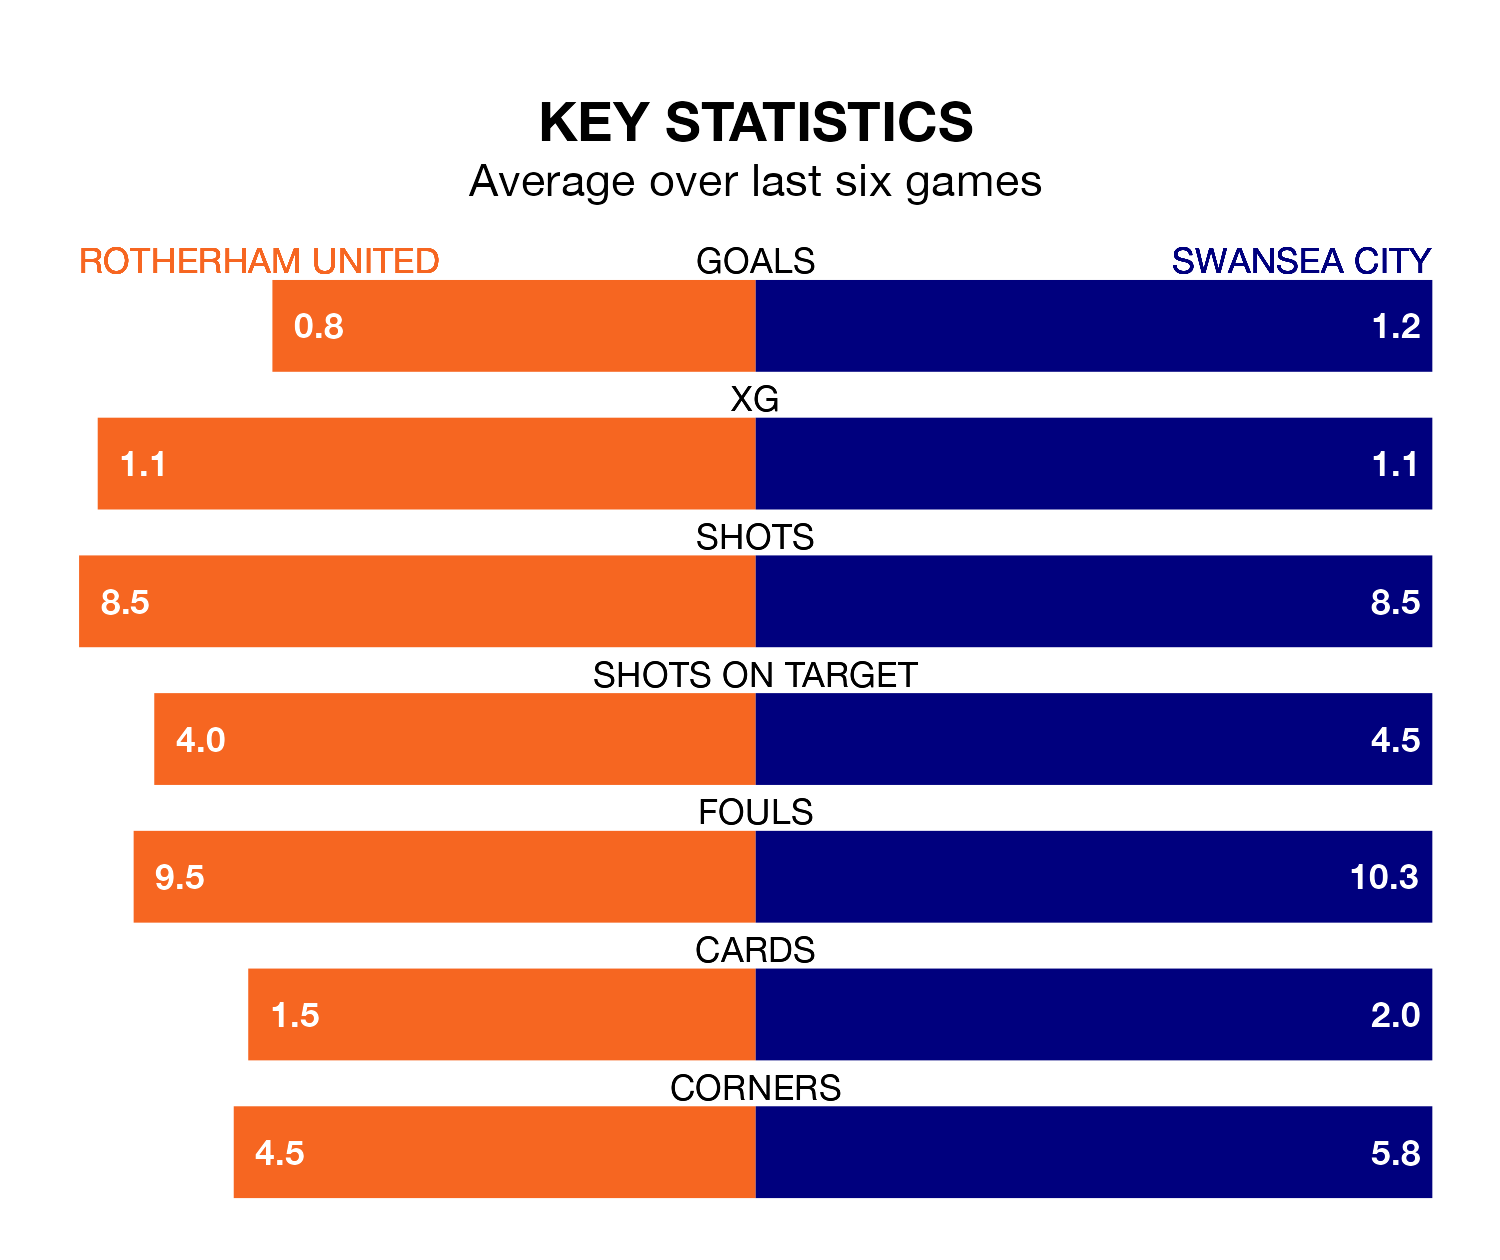 KEY STATISTICS
Average over last six games
ROTHERHAM UNITED GOALS SWANSEA CITY
0.8 1.2
XG
1.1 1.1
SHOTS
8.5 8.5
SHOTS ON TARGET
4.0 4.5
FOULS
9.5 10.3
CARDS
1.5 2.0
CORNERS
4.5 5.8